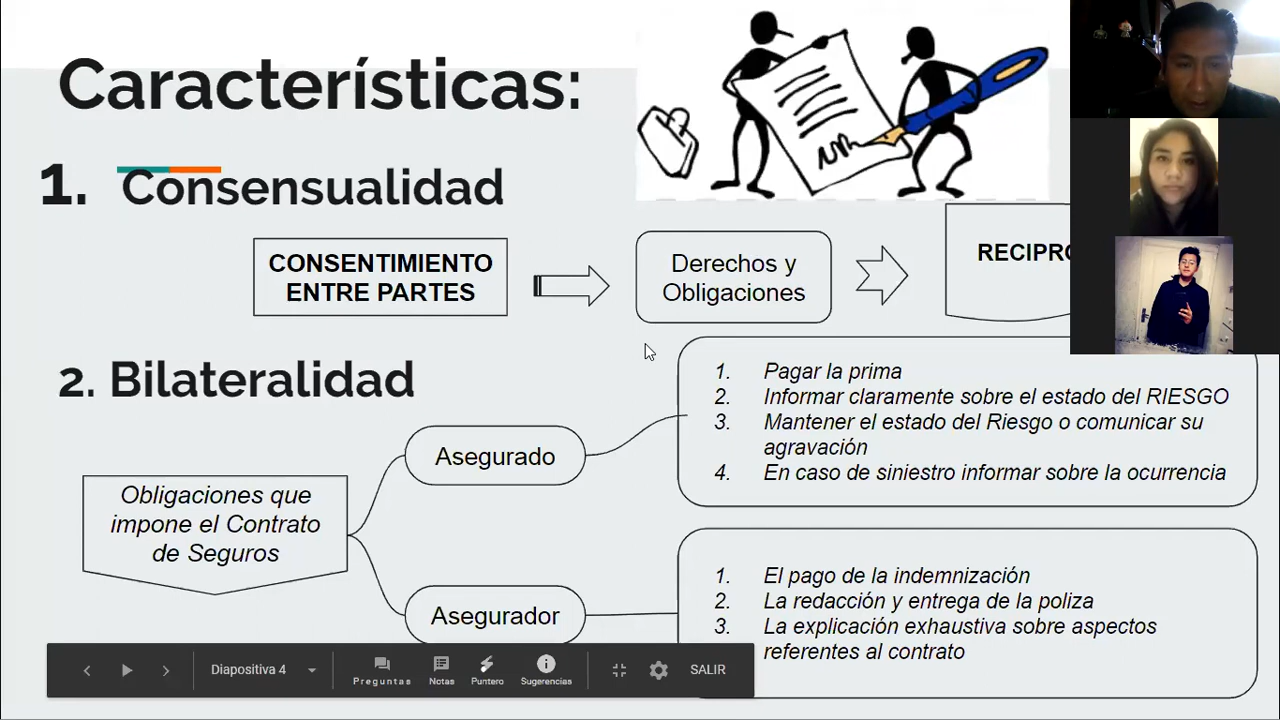 Características:
1. Consensualidad
CONSENTIMIENTO
ENTRE PARTES
Derechos y
Obligaciones
2. Bilateralidad
Obligaciones que
impone el Contrato
de Seguros
Asegurado
1. Pagar la prima
2. Informar claramente sobre el estado del RIESGO
3. Mantener el estado del Riesgo o comunicar su
agravación
4. En caso de siniestro informar sobre la ocurrencia
Asegurador
1. El pago de la indemnización
2. La redacción y entrega de la poliza
3. La explicación exhaustiva sobre aspectos
referentes al contrato
Diapositiva 4
Preguntas
Notas
Puntero
Sugerencias
SALIR